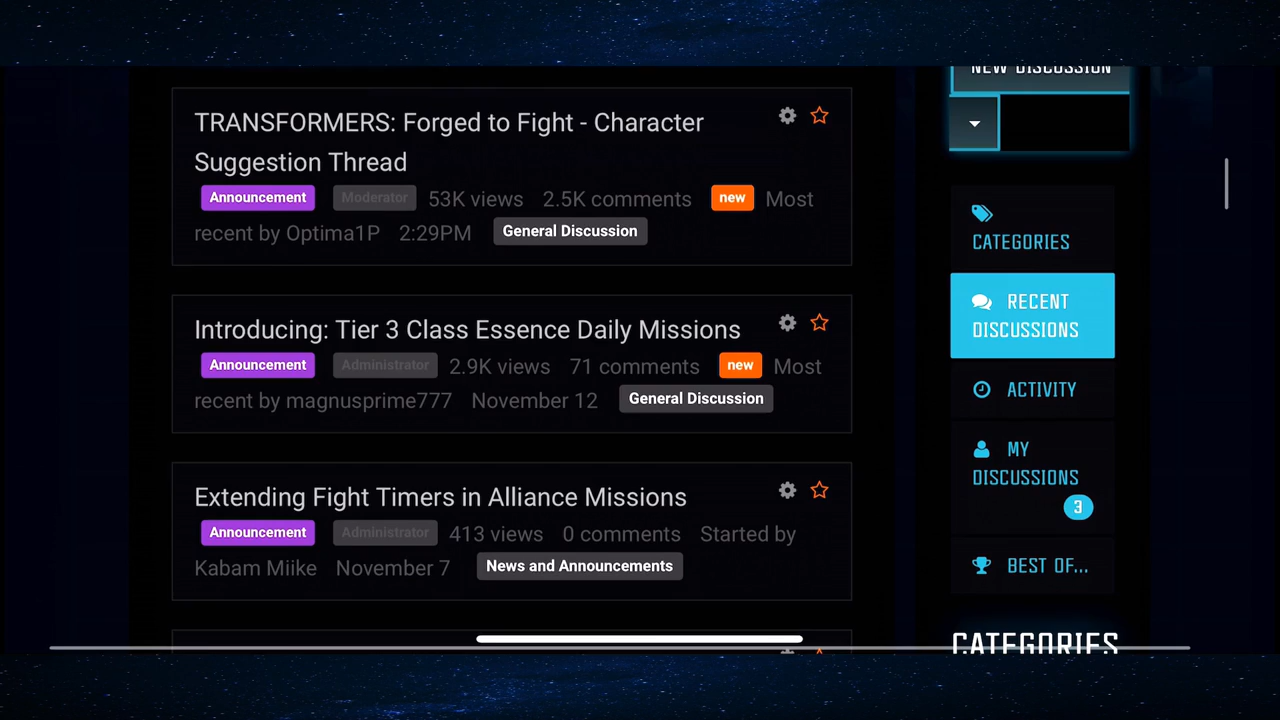 TRANSFORMERS: Forged to Fight - Character
Suggestion Thread
Announcement Moderator 53K views 2.5K comments new Most
recent by Optima1P 2:29PM General Discussion
Introducing: Tier 3 Class Essence Daily Missions
Announcement Administrator 2.9K views 71 comments new Most
recent by magnusprime777 November 12 General Discussion
Extending Fight Timers in Alliance Missions
Announcement Administrator 413 views 0 comments Started by
Kabam Miike November 7 News and Announcements
NEW DISCUSSION
CATEGORIES
RECENT
DISCUSSIONS
ACTIVITY
MY
DISCUSSIONS
3
BEST OF...
CATEGORIES